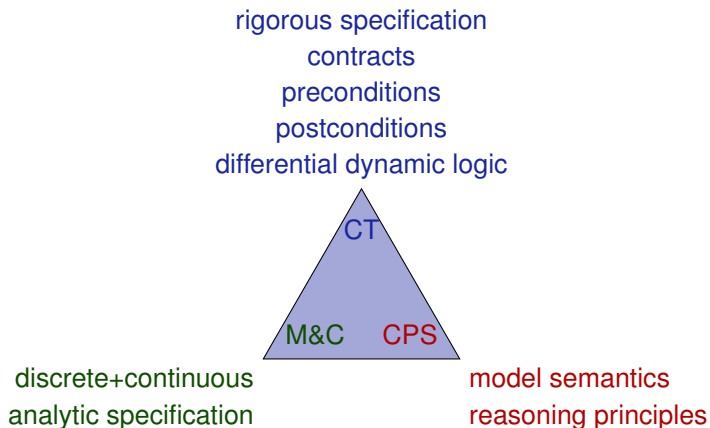 rigorous specification
contracts
preconditions
postconditions
differential dynamic logic
CT
M&C CPS
discrete+continuous
analytic specification
model semantics
reasoning principles